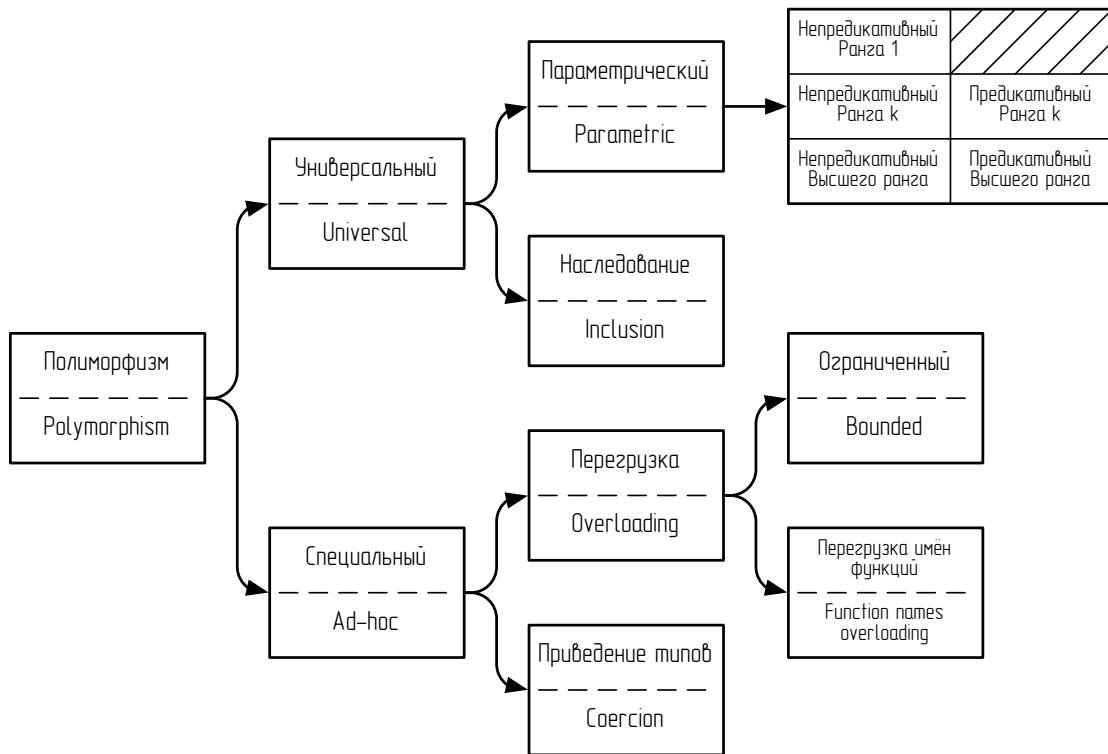 Полиморфизм
Polymorphism
Универсальный
Universal
Специальный
Ad-hoc
Параметрический
Parametric
Наследование
Inclusion
Перегрузка
Overloading
Приведение типов
Coercion
Непредикативный
Ранга 1
Непредикативный
Ранга k
Предикативный
Ранга k
Непредикативный
Высшего ранга
Предикативный
Высшего ранга
Ограниченный
Bounded
Перегрузка имён
функций
Function names
overloading